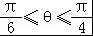 π/6 ⩽ θ ⩽ π/4